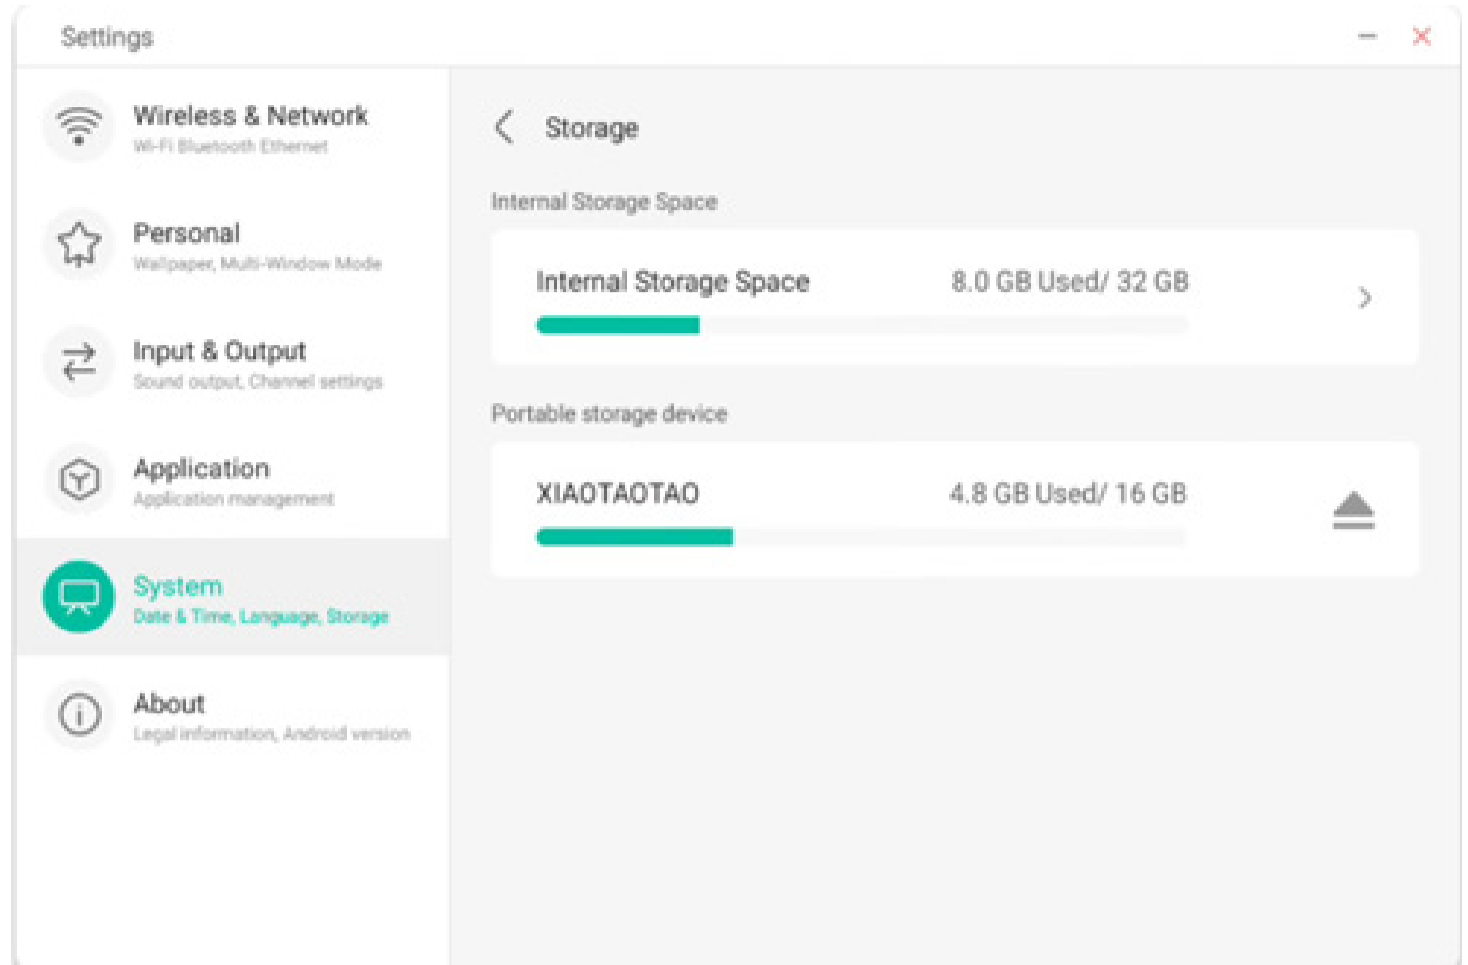 Settings
Wireless & Network
Wi-Fi Bluetooth Ethernet
Personal
Wallpaper, Multi-Window Mode
Input & Output
Sound output, Channel settings
Application
Application management
System
Date & Time, Language, Storage
About
Legal information, Android version
Storage
Internal Storage Space
Internal Storage Space 8.0 GB Used/ 32 GB
Portable storage device
XIAOTAOTAO 4.8 GB Used/ 16 GB